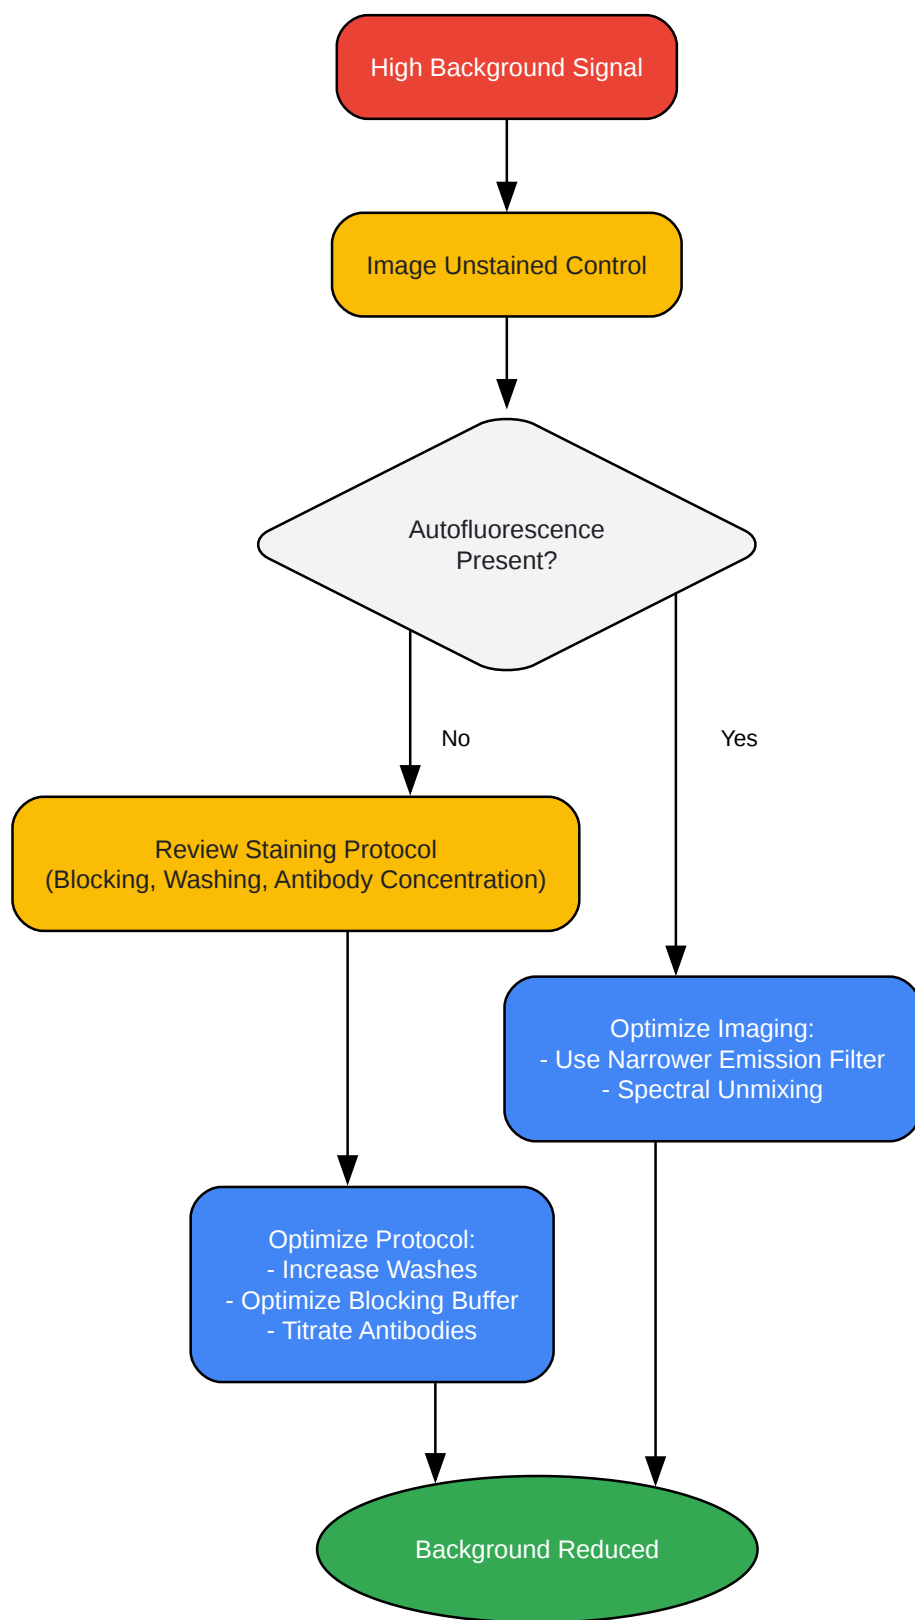 High Background Signal
Image Unstained Control
Autofluorescence
Present?
No
Yes
Review Staining Protocol
(Blocking, Washing, Antibody Concentration)
Optimize Imaging:
- Use Narrower Emission Filter
- Spectral Unmixing
Optimize Protocol:
- Increase Washes
- Optimize Blocking Buffer
- Titrate Antibodies
Background Reduced